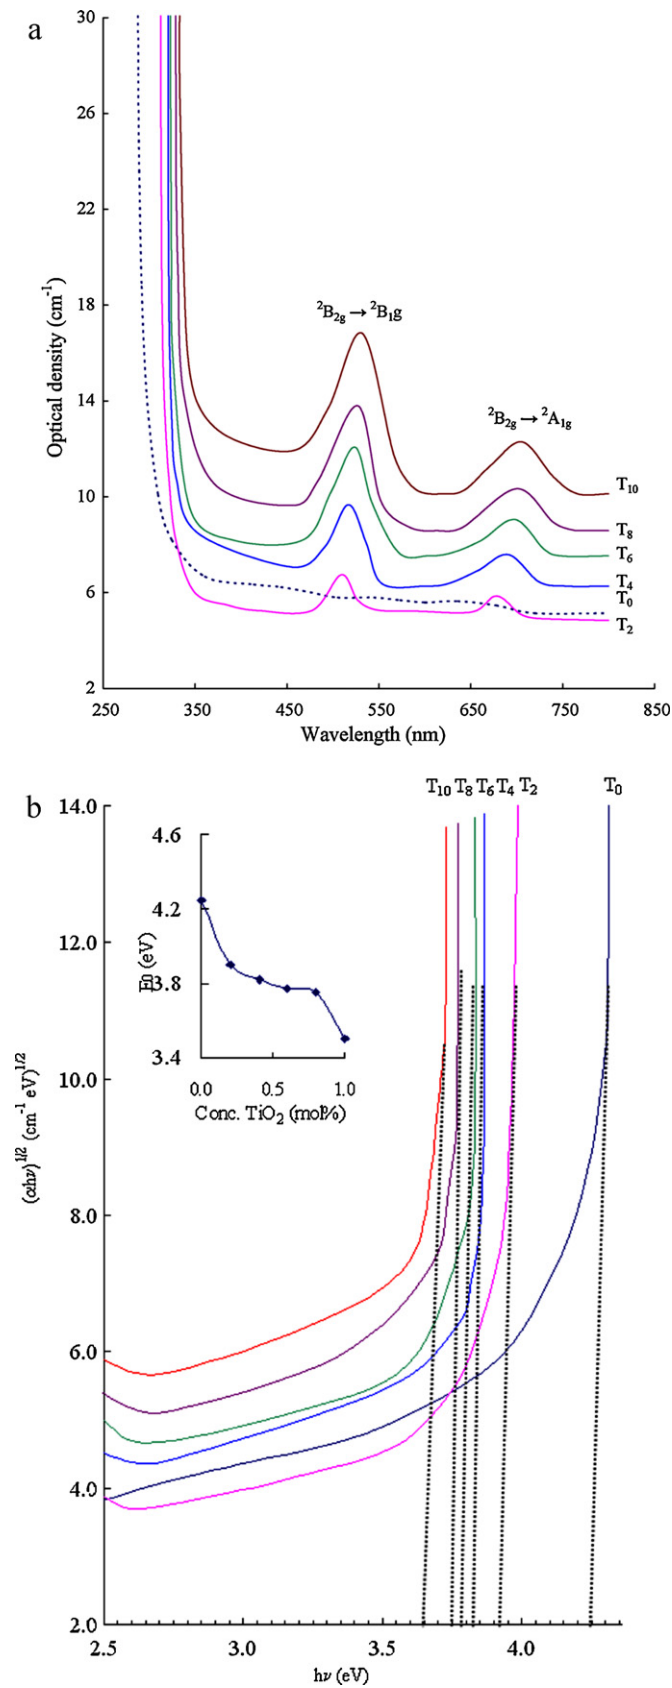 a
30
26
22
18
14
10
6
2
Optical density (cm⁻¹)
²B₂g → ²B₁g
²B₂g → ²A₁g
T₁₀
T₈
T₆
T₄
T₀
T₂
250 350 450 550 650 750 850
Wavelength (nm)
b
T₁₀ T₈ T₆ T₄ T₂ T₀
14.0
12.0
10.0
8.0
6.0
4.0
2.0
(αhν)^1/2 (cm⁻¹ eV)^1/2
4.6
4.2
3.8
3.4
E0 (eV)
0.0 0.5 1.0
Conc. TiO₂ (mol%)
2.5 3.0 3.5 4.0
hν (eV)